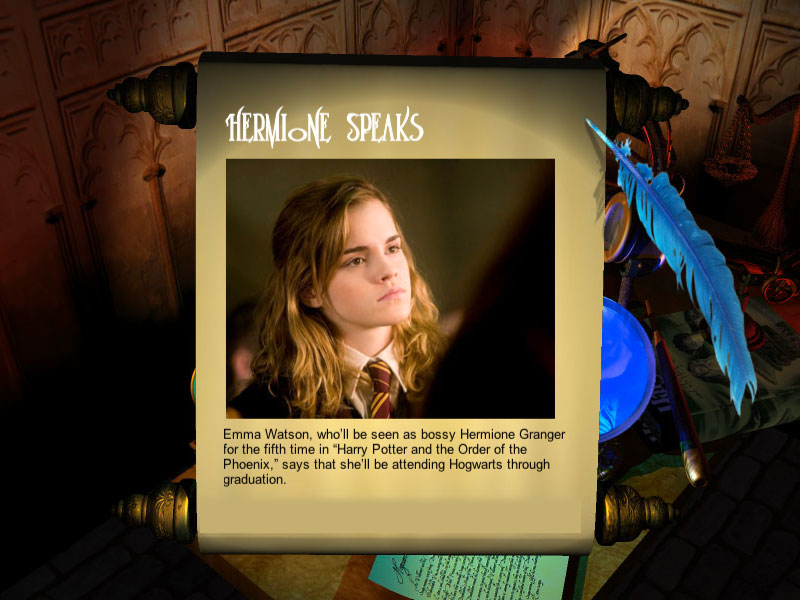 HERMIONE SPEAKS
Emma Watson, who'll be seen as bossy Hermione Granger
for the fifth time in “Harry Potter and the Order of the
Phoenix,” says that she'll be attending Hogwarts through
graduation.